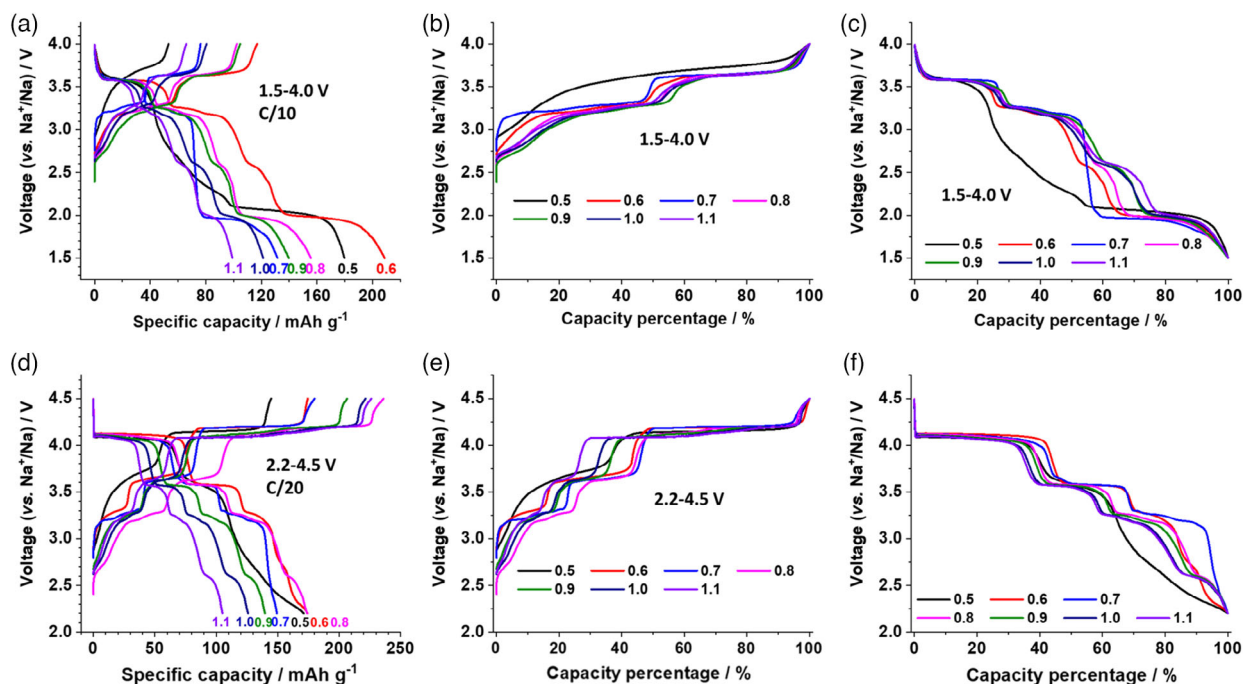 (a)
4.0
3.5
3.0
2.5
2.0
1.5
Voltage (vs. Na⁺/Na) / V
1.5-4.0 V
C/10
1.1 1.0 0.7 0.9 0.8 0.5 0.6
0 40 80 120 160 200
Specific capacity / mAh g⁻¹
(b)
4.0
3.5
3.0
2.5
2.0
1.5
Voltage (vs. Na⁺/Na) / V
1.5-4.0 V
0.5 0.6 0.7 0.8
0.9 1.0 1.1
0 20 40 60 80 100
Capacity percentage / %
(c)
4.0
3.5
3.0
2.5
2.0
1.5
Voltage (vs. Na⁺/Na) / V
1.5-4.0 V
0.5 0.6 0.7 0.8
0.9 1.0 1.1
0 20 40 60 80 100
Capacity percentage / %
(d)
4.5
4.0
3.5
3.0
2.5
2.0
Voltage (vs. Na⁺/Na) / V
2.2-4.5 V
C/20
1.1 1.0 0.9 0.7 0.5 0.6 0.8
0 50 100 150 200 250
Specific capacity / mAh g⁻¹
(e)
4.5
4.0
3.5
3.0
2.5
2.0
Voltage (vs. Na⁺/Na) / V
2.2-4.5 V
0.5 0.6 0.7 0.8
0.9 1.0 1.1
0 20 40 60 80 100
Capacity percentage / %
(f)
4.5
4.0
3.5
3.0
2.5
2.0
Voltage (vs. Na⁺/Na) / V
0.5 0.6 0.7
0.8 0.9 1.0 1.1
0 20 40 60 80 100
Capacity percentage / %